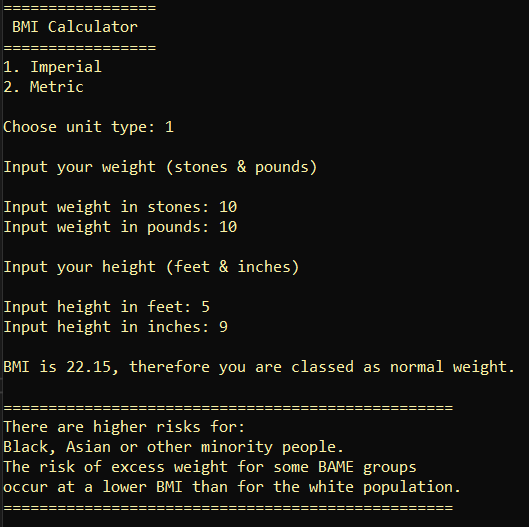 =================
BMI Calculator
=================
1. Imperial
2. Metric
Choose unit type: 1
Input your weight (stones & pounds)
Input weight in stones: 10
Input weight in pounds: 10
Input your height (feet & inches)
Input height in feet: 5
Input height in inches: 9
BMI is 22.15, therefore you are classed as normal weight.
==================================================
There are higher risks for:
Black, Asian or other minority people.
The risk of excess weight for some BAME groups
occur at a lower BMI than for the white population.
==================================================